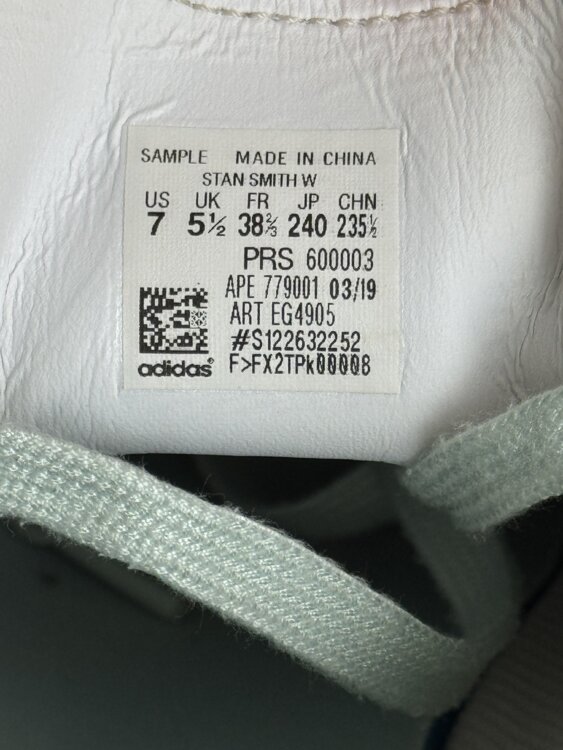 SAMPLE MADE IN CHINA
STAN SMITH W
US UK FR JP CHN
7 5½ 38⅔ 240 235½
PRS 600003
APE 779001 03/19
ART EG4905
#S122632252
adidas® F>FX2TPk00008